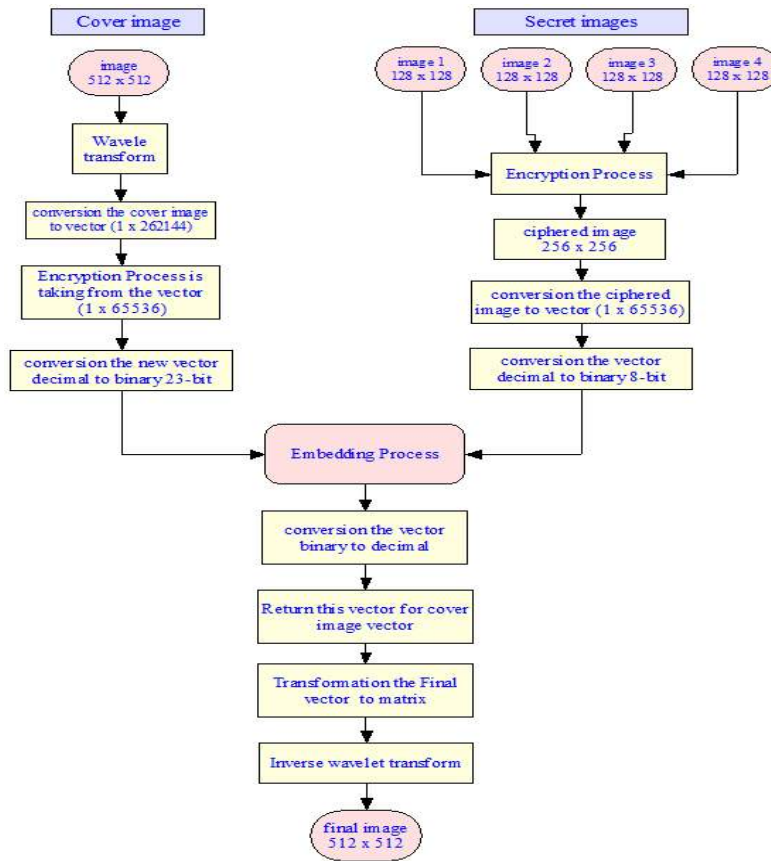 Cover image
Secret images
image
512 x 512
image 1
128 x 128
image 2
128 x 128
image 3
128 x 128
image 4
128 x 128
Wavele
transform
Encryption Process
conversion the cover image
to vector (1 x 262144)
ciphered image
256 x 256
Encryption Process is
taking from the vector
(1 x 65536)
conversion the ciphered
image to vector (1 x 65536)
conversion the new vector
decimal to binary 23-bit
conversion the vector
decimal to binary 8-bit
Embedding Process
conversion the vector
binary to decimal
Return this vector for cover
image vector
Transformation the Final
vector to matrix
Inverse wavelet transform
final image
512 x 512